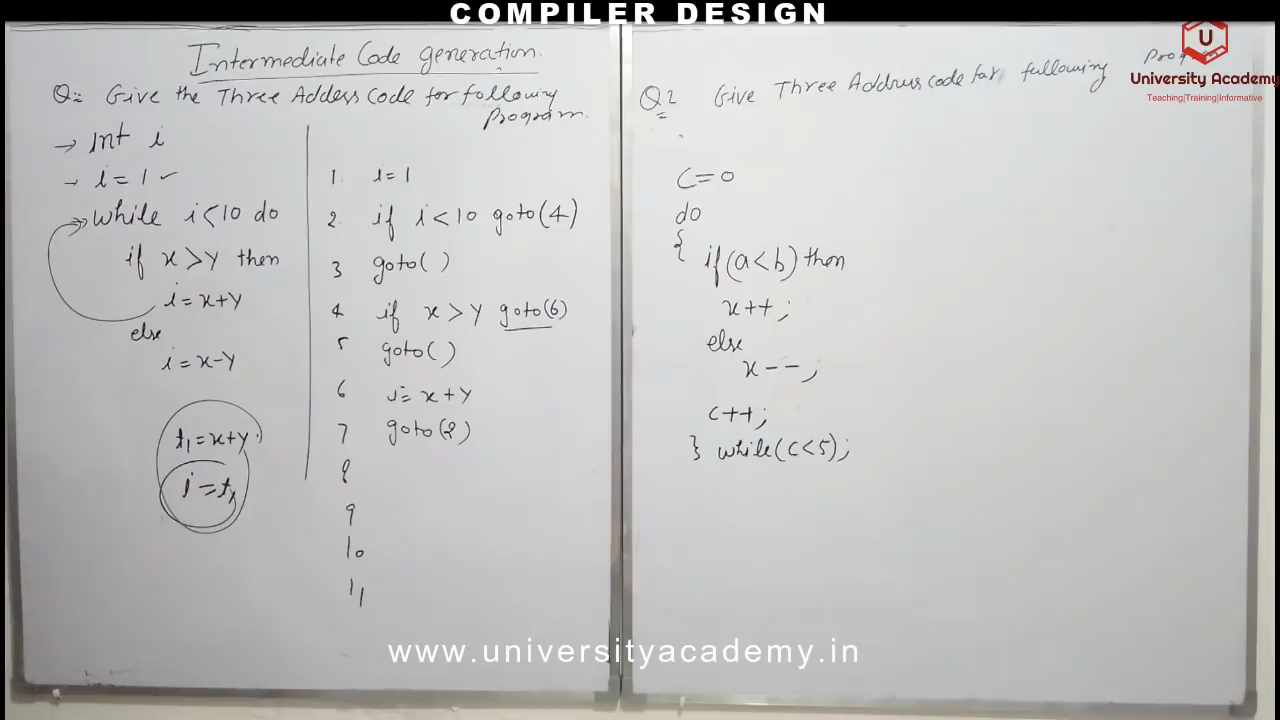 COMPILER DESIGN
Intermediate Code generation.
Q:- Give the Three Address Code for following
Program.
→ Int i
→ i = 1 ✓
→ while i<10 do
if x>y then
i = x+y
else
i = x-y
t₁ = x+y
i = t₁
1. i = 1
2. if i<10 goto(4)
3 goto( )
4 if x>y goto(6)
5 goto( )
6 i = x+y
7 goto(2)
8
9
10
11
Q2 Give Three Address code for following Program
C=0
do
{ if(a<b) then
x++;
else
x--;
c++;
} while(c<5);
U
University Academy
Teaching|Training|Informative
www.universityacademy.in